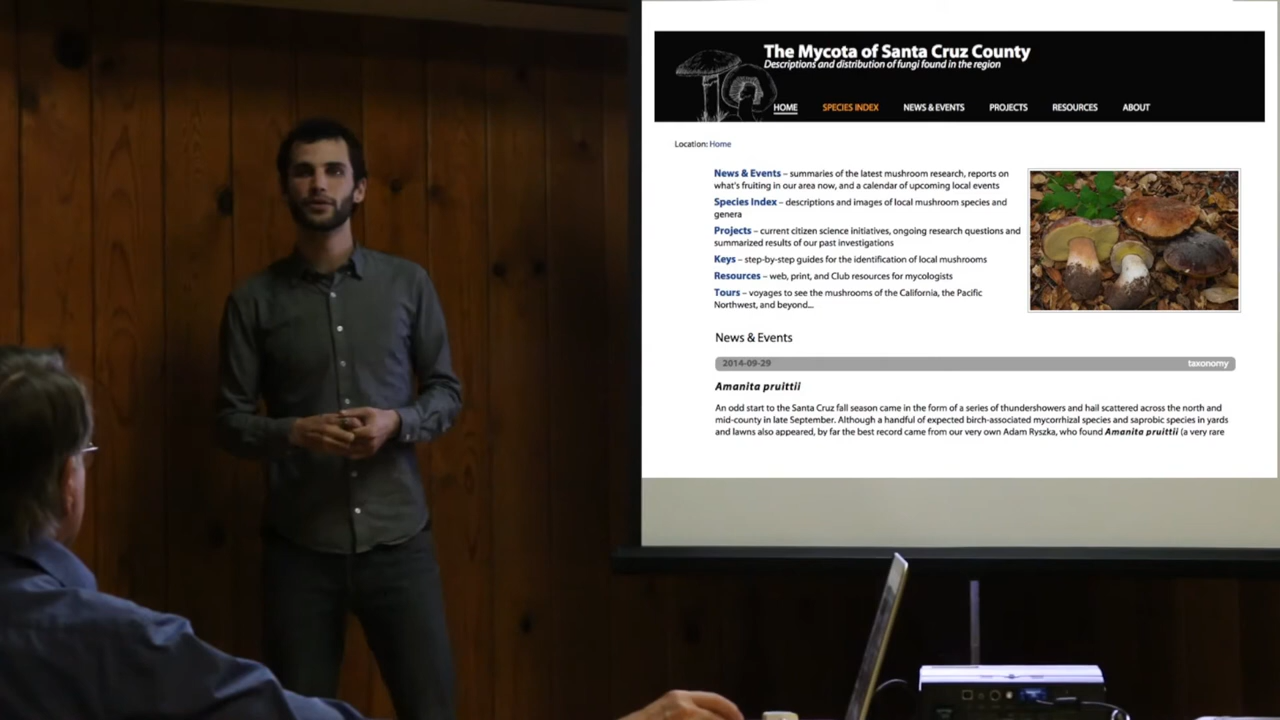 The Mycota of Santa Cruz County
Descriptions and distribution of fungi found in the region
HOME SPECIES INDEX NEWS & EVENTS PROJECTS RESOURCES ABOUT
Location: Home
News & Events – summaries of the latest mushroom research, reports on
what's fruiting in our area now, and a calendar of upcoming local events
Species Index – descriptions and images of local mushroom species and
genera
Projects – current citizen science initiatives, ongoing research questions and
summarized results of our past investigations
Keys – step-by-step guides for the identification of local mushrooms
Resources – web, print, and Club resources for mycologists
Tours – voyages to see the mushrooms of the California, the Pacific
Northwest, and beyond...
News & Events
2014-09-29 taxonomy
Amanita pruittii
An odd start to the Santa Cruz fall season came in the form of a series of thundershowers and hail scattered across the north and
mid-county in late September. Although a handful of expected birch-associated mycorrhizal species and saprobic species in yards
and lawns also appeared, by far the best record came from our very own Adam Ryszka, who found Amanita pruittii (a very rare